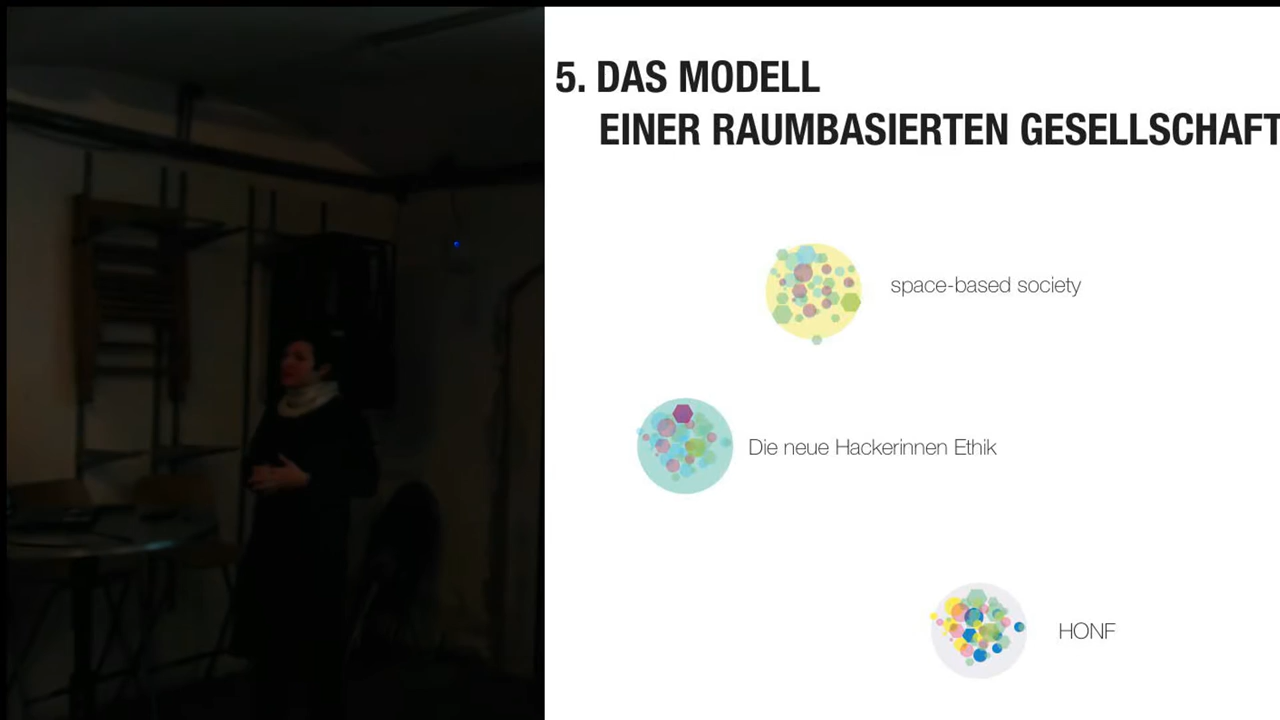 5. DAS MODELL
EINER RAUMBASIERTEN GESELLSCHAFT
space-based society
Die neue Hackerinnen Ethik
HONF